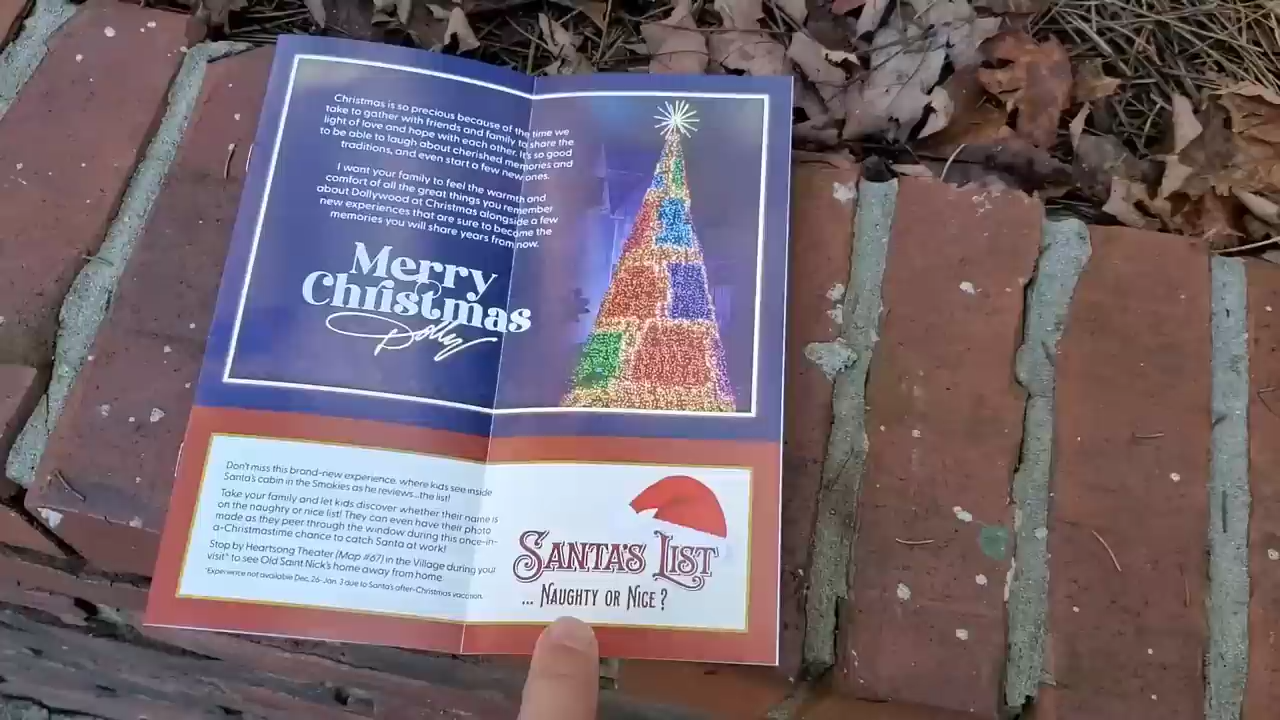 Christmas is so precious because of the time we
take to gather with friends and family to share the
light of love and hope with each other. It's so good
to be able to laugh about cherished memories and
traditions, and even start a few new ones.
I want your family to feel the warmth and
comfort of all the great things you remember
about Dollywood at Christmas alongside a few
new experiences that are sure to become the
memories you will share years from now.
Merry
Christmas
Dolly
Don't miss this brand-new experience, where kids see inside
Santa's cabin in the Smokies as he reviews...the list!
Take your family and let kids discover whether their name is
on the naughty or nice list! They can even have their photo
made as they peer through the window during this once-in-
a-Christmastime chance to catch Santa at work!
Stop by Heartsong Theater (Map #67) in the Village during your
visit* to see Old Saint Nick's home away from home.
*Experience not available Dec. 26-Jan. 3 due to Santa's after-Christmas vacation.
SANTA'S LIST
... NAUGHTY OR NICE?